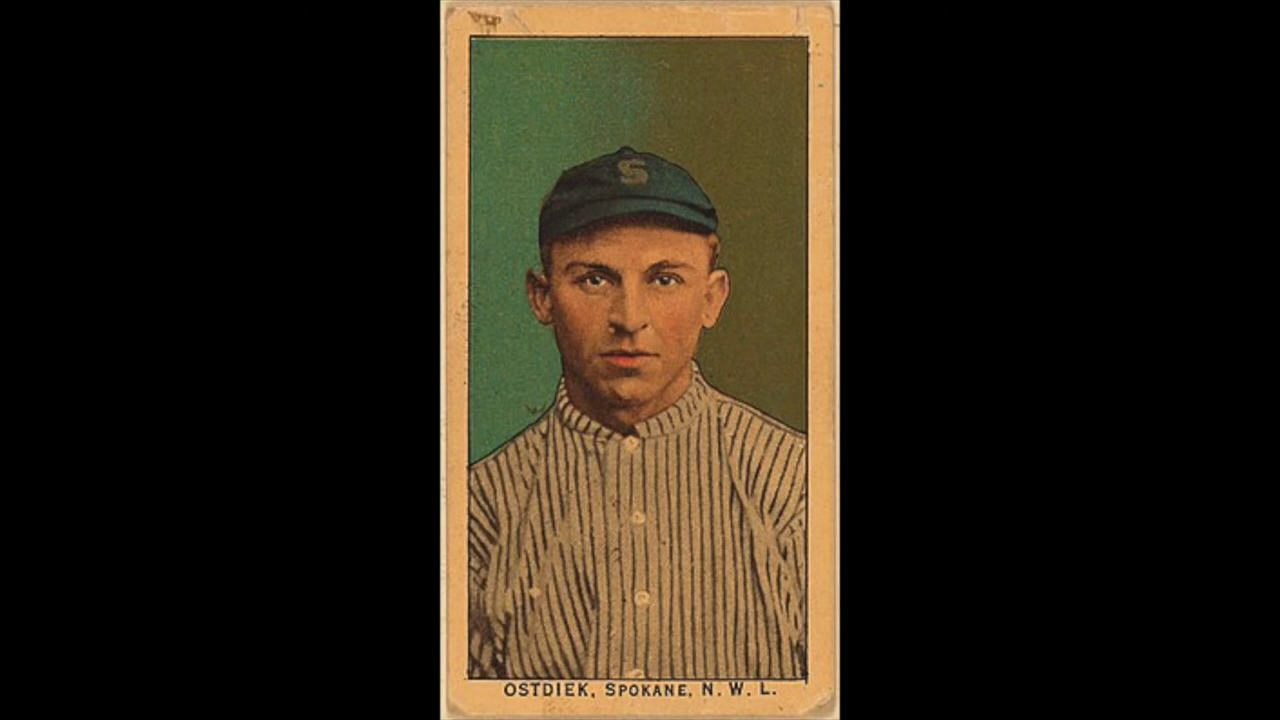 S
OSTDIEK, SPOKANE, N. W. L.